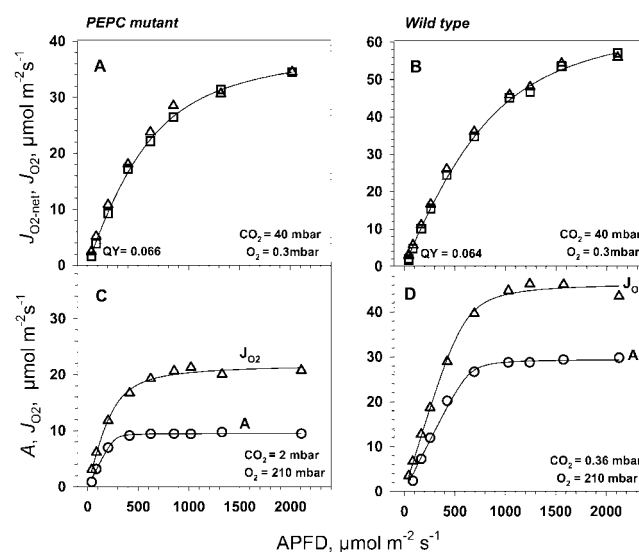 PEPC mutant
Wild type
A
B
J_O2-net, J_O2, µmol m⁻²s⁻¹
40
30
20
10
0
60
50
40
30
20
10
0
QY= 0.066
CO₂ = 40 mbar
O₂ = 0.3mbar
QY = 0.064
CO₂ = 40 mbar
O₂ = 0.3mbar
C
D
A, J_O2, µmol m⁻²s⁻¹
30
20
10
0
40
30
20
10
0
J_O2
A
CO₂ = 2 mbar
O₂ = 210 mbar
J_O
A
CO₂ = 0.36 mbar
O₂ = 210 mbar
0 500 1000 1500 2000
0 500 1000 1500 2000
APFD, µmol m⁻² s⁻¹